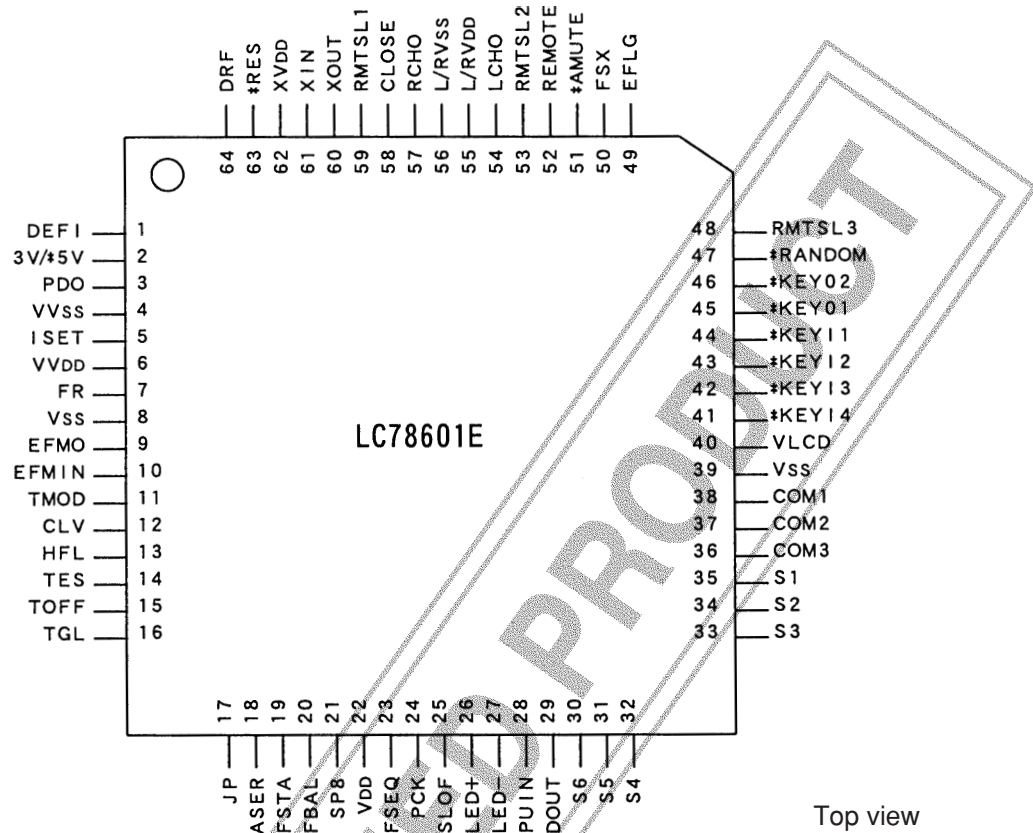 DRF
*RES
XVDD
XIN
XOUT
RMTSL1
CLOSE
RCHO
L/RVSS
L/RVDD
LCHO
RMTSL2
REMOTE
*AMUTE
FSX
EFLG
64 63 62 61 60 59 58 57 56 55 54 53 52 51 50 49
DEFI 1
3V/*5V 2
PDO 3
VVSS 4
ISET 5
VVDD 6
FR 7
VSS 8
EFMO 9
EFMIN 10
TMOD 11
CLV 12
HFL 13
TES 14
TOFF 15
TGL 16
LC78601E
48 RMTSL3
47 *RANDOM
46 *KEY02
45 *KEY01
44 *KEYI1
43 *KEYI2
42 *KEYI3
41 *KEYI4
40 VLCD
39 VSS
38 COM1
37 COM2
36 COM3
35 S1
34 S2
33 S3
17 18 19 20 21 22 23 24 25 26 27 28 29 30 31 32
JP
ASER
FSTA
FBAL
SP8
VDD
FSEQ
PCK
SLOF
LED+
LED-
PUIN
DOUT
S6
S5
S4
ED PRODUCT
Top view